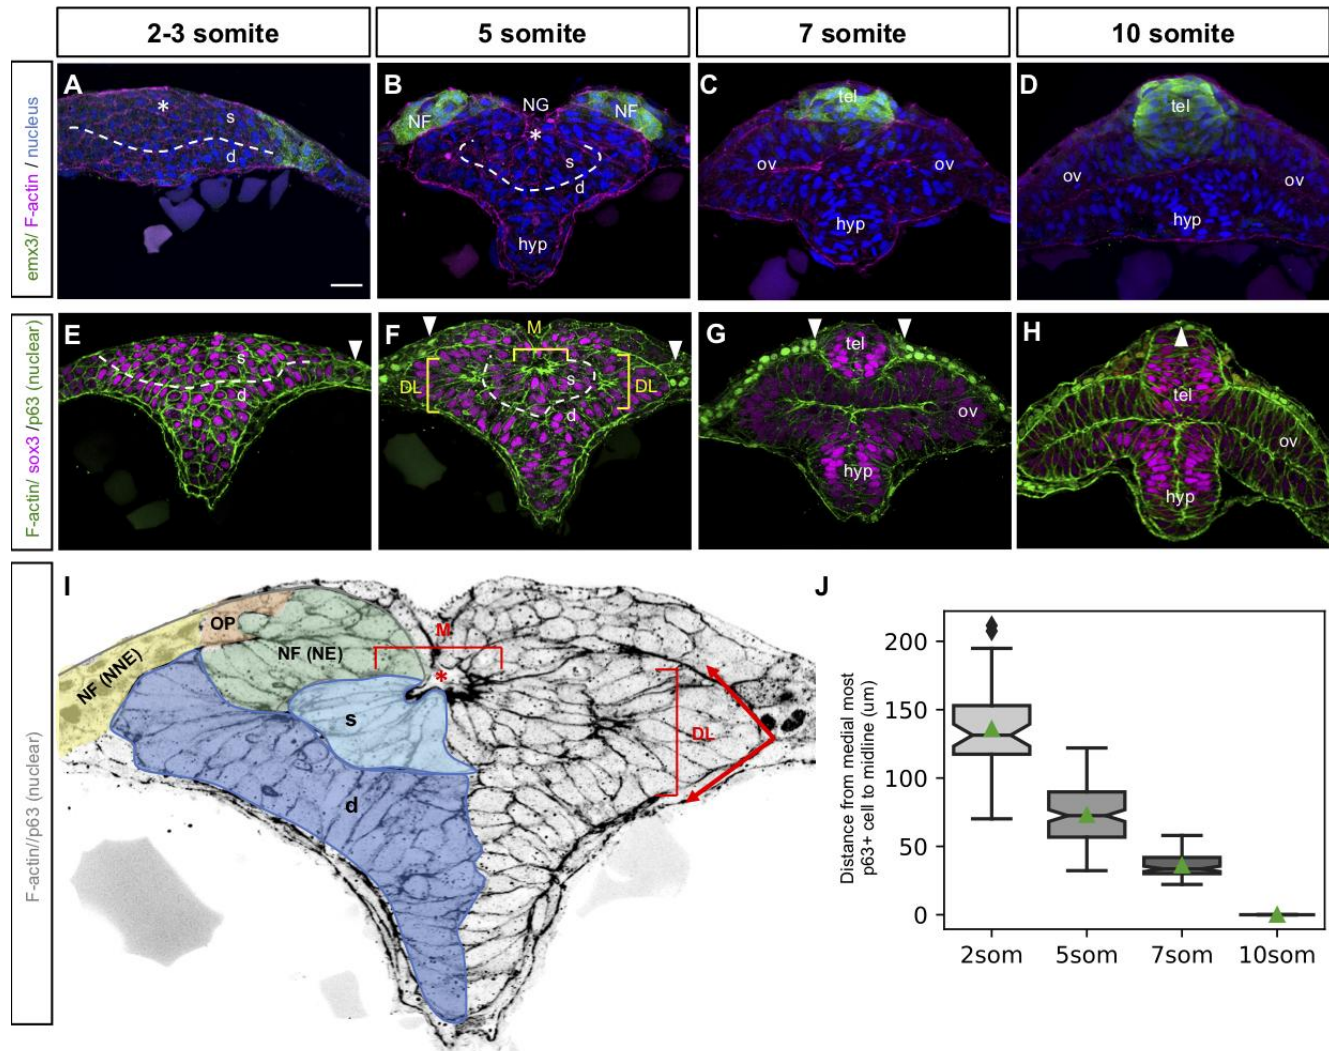 2-3 somite
5 somite
7 somite
10 somite
emx3/ F-actin / nucleus
A
*
s
d
B
NF
NG
NF
*
s
d
hyp
C
tel
ov
ov
hyp
D
tel
ov
ov
hyp
F-actin/ sox3 /p63 (nuclear)
E
s
d
F
M
DL
s
DL
d
G
tel
ov
hyp
H
tel
ov
hyp
F-actin//p63 (nuclear)
I
OP
NF (NNE)
NF (NE)
M
*
s
DL
d
J
Distance from medial most
p63+ cell to midline (um)
200
150
100
50
0
2som
5som
7som
10som